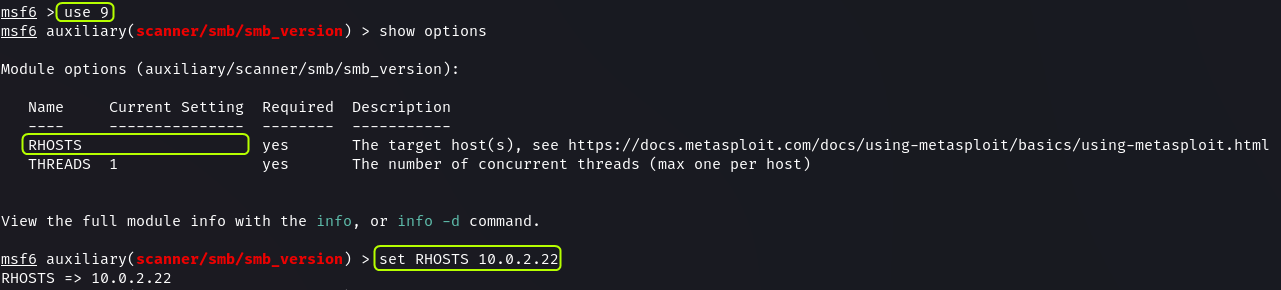 msf6 > use 9
msf6 auxiliary(scanner/smb/smb_version) > show options
Module options (auxiliary/scanner/smb/smb_version):
Name Current Setting Required Description
---- --------------- -------- -----------
RHOSTS yes The target host(s), see https://docs.metasploit.com/docs/using-metasploit/basics/using-metasploit.html
THREADS 1 yes The number of concurrent threads (max one per host)
View the full module info with the info, or info -d command.
msf6 auxiliary(scanner/smb/smb_version) > set RHOSTS 10.0.2.22
RHOSTS => 10.0.2.22